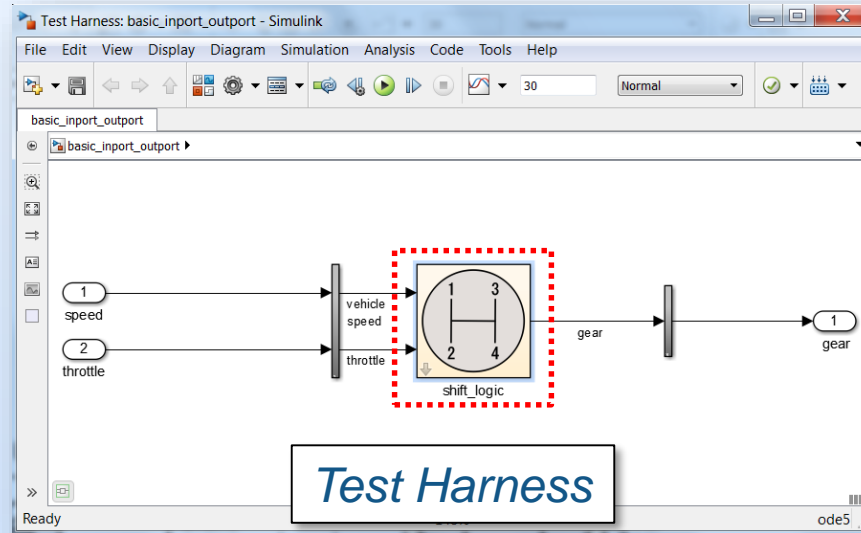 Test Harness: basic_inport_outport - Simulink
File Edit View Display Diagram Simulation Analysis Code Tools Help
30 Normal
basic_inport_outport
basic_inport_outport
1
speed
2
throttle
vehicle
speed
throttle
1 3
2 4
shift_logic
gear
1
gear
Test Harness
Ready ode5